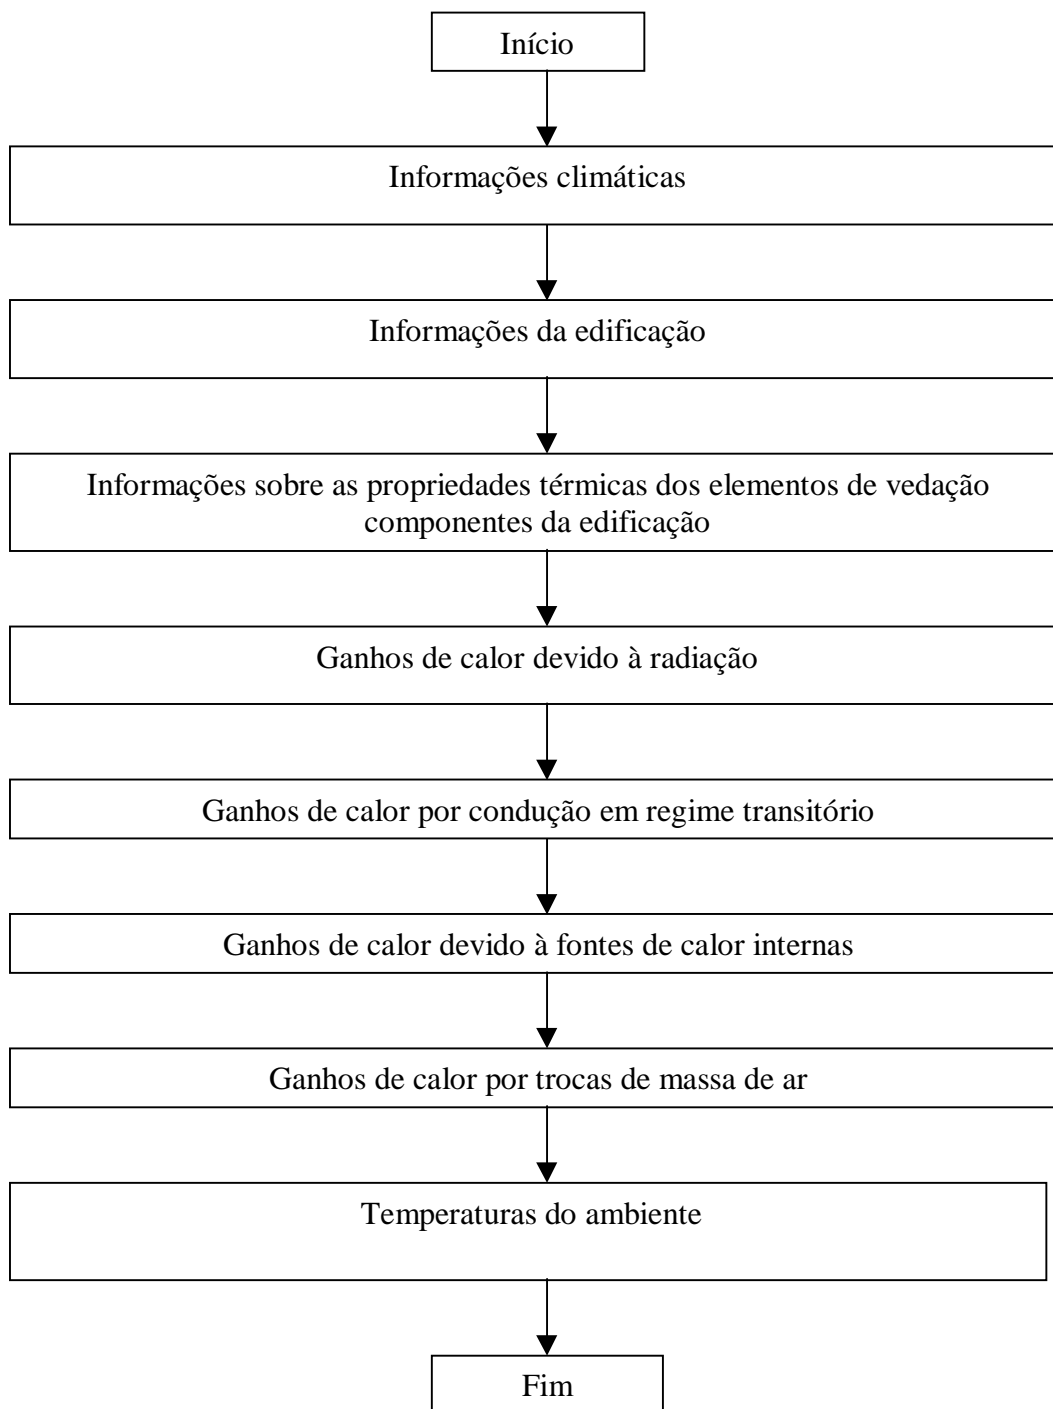 Início
Informações climáticas
Informações da edificação
Informações sobre as propriedades térmicas dos elementos de vedação
componentes da edificação
Ganhos de calor devido à radiação
Ganhos de calor por condução em regime transitório
Ganhos de calor devido à fontes de calor internas
Ganhos de calor por trocas de massa de ar
Temperaturas do ambiente
Fim